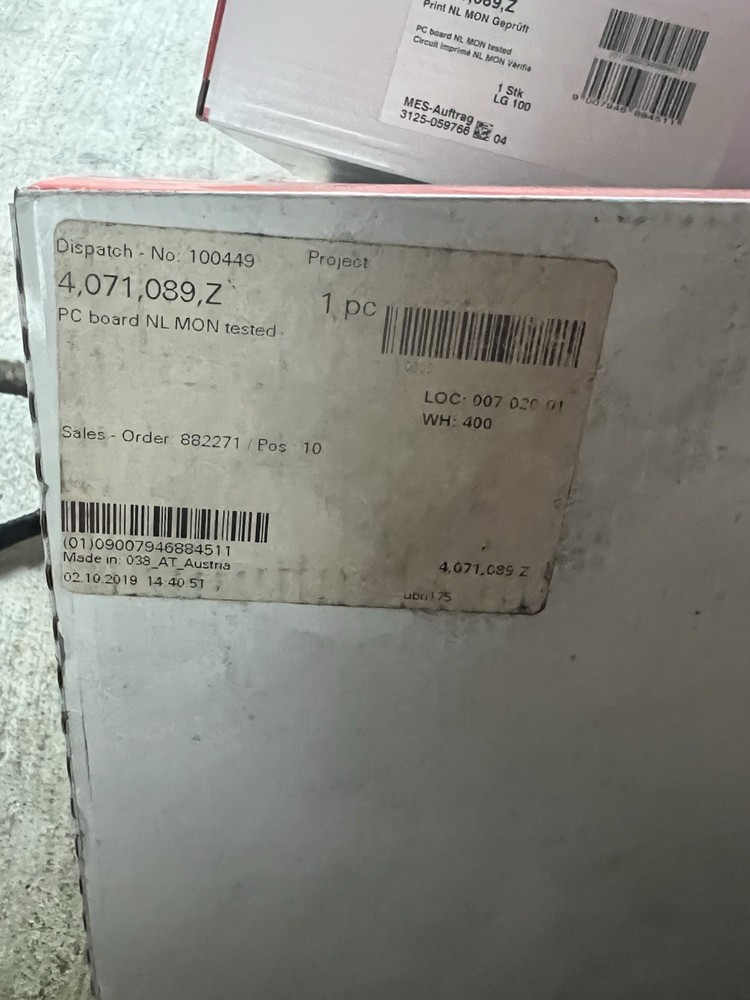 Print NL MON Geprüft
PC board NL MON tested
Circuit imprimé NL MON Vérifié
1 Stk
LG 100
9 007946 884511
MES-Auftrag
3125-059766 04
Dispatch - No: 100449 Project
4,071,089,Z
1 pc
PC board NL MON tested
LOC: 007 020 01
WH: 400
Sales - Order 882271 / Pos 10
(01)09007946884511
Made in: 038_AT_Austria
02.10.2019 14:40:51
4,071,089 Z